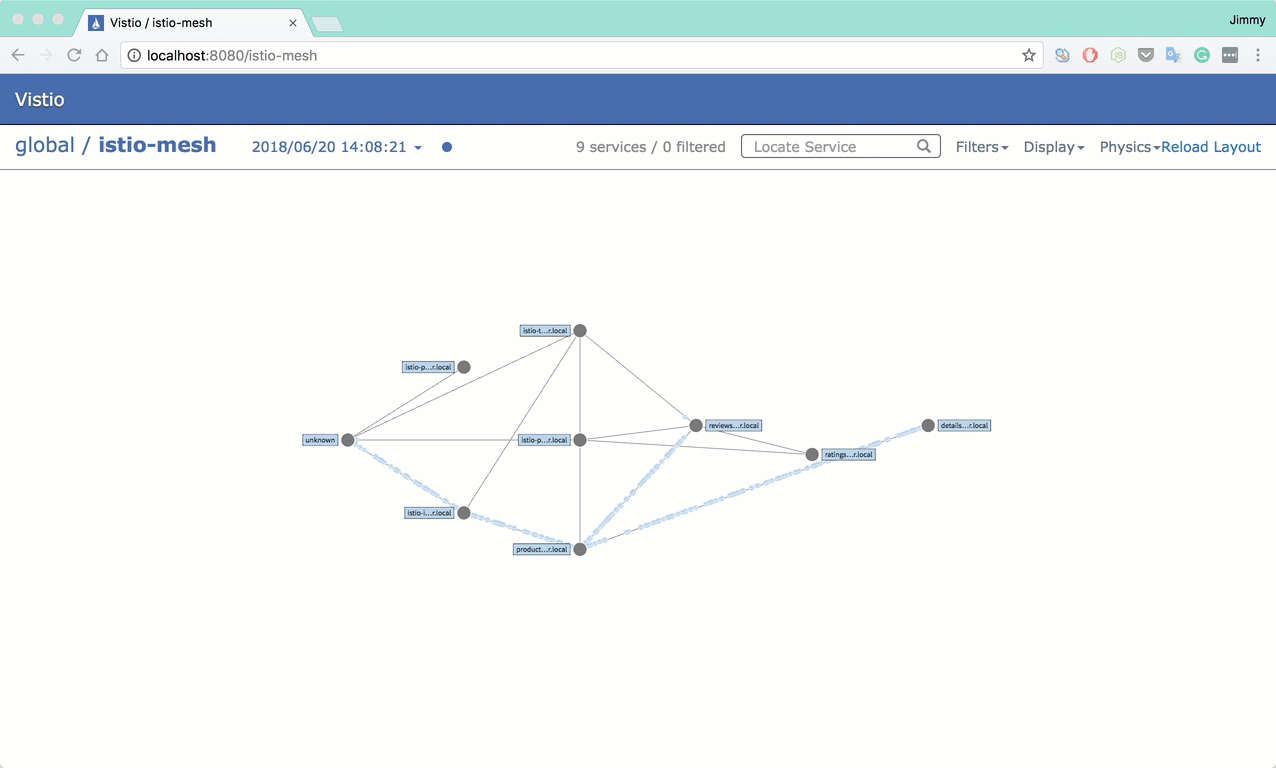 Vistio / istio-mesh
Jimmy
localhost:8080/istio-mesh
Vistio
global / istio-mesh 2018/06/20 14:08:21 9 services / 0 filtered Locate Service Filters Display Physics Reload Layout
istio-t...r.local
istio-p...r.local
reviews...r.local
details...r.local
unknown
istio-p...r.local
ratings...r.local
istio-i...r.local
product...r.local